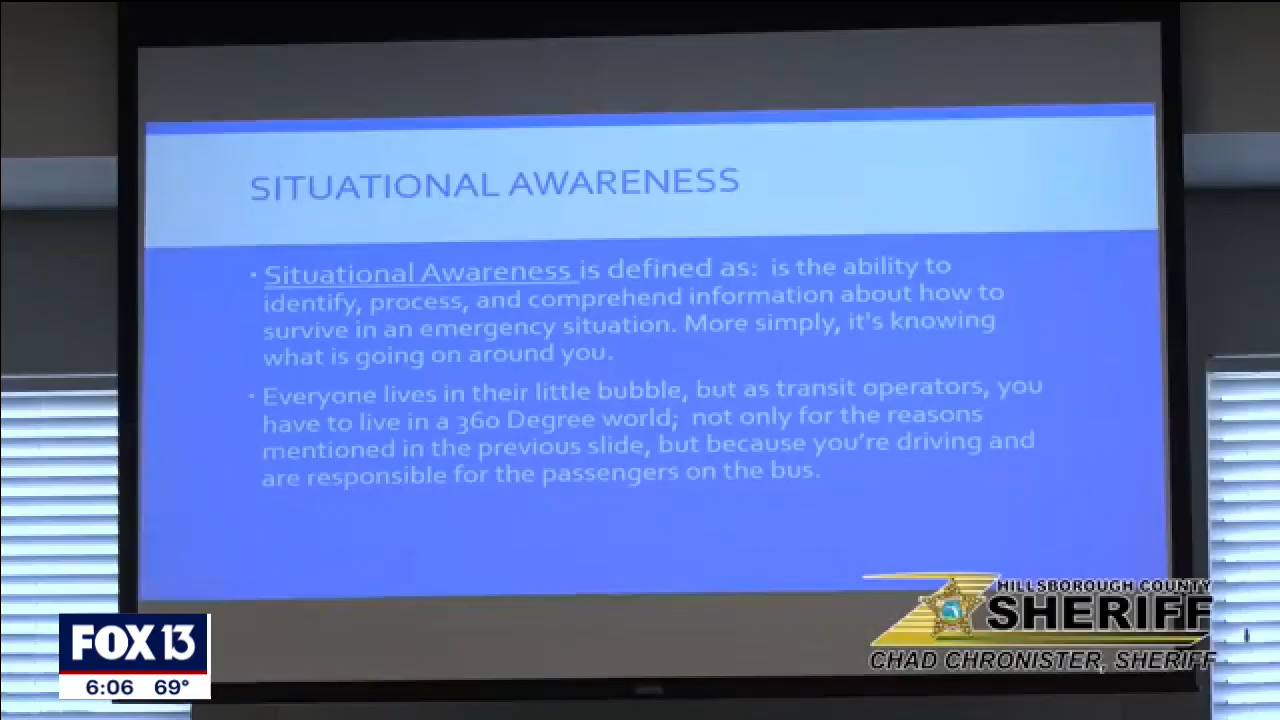 SITUATIONAL AWARENESS
· Situational Awareness is defined as: is the ability to
identify, process, and comprehend information about how to
survive in an emergency situation. More simply, it's knowing
what is going on around you.
· Everyone lives in their little bubble, but as transit operators, you
have to live in a 360 Degree world; not only for the reasons
mentioned in the previous slide, but because you're driving and
are responsible for the passengers on the bus.
HILLSBOROUGH COUNTY
SHERIFF
CHAD CHRONISTER, SHERIFF
FOX 13
6:06 69°